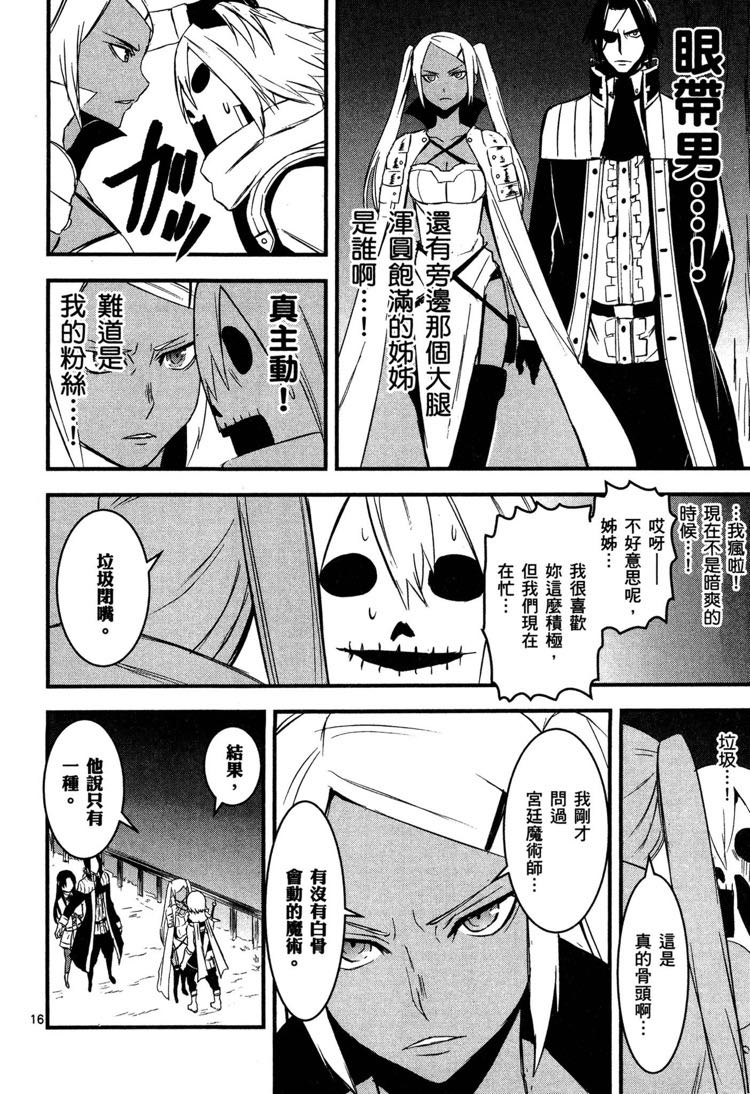 眼帶男…！
還有旁邊那個大腿
渾圓飽滿的姊姊
是誰啊…！
ガッ
真主動！
難道是
我的粉絲…！
…我瘋啦！
現在不是暗爽的
時候…！
哎呀——
不好意思呢，
姊姊…
我很喜歡
妳這麼積極，
但我們現在
在忙…
垃圾閉嘴。
垃圾…！
這是
真的骨頭啊…
我剛才
問過
宮廷魔術師…
有沒有白骨
會動的魔術。
結果，
他說只有
一種。
16